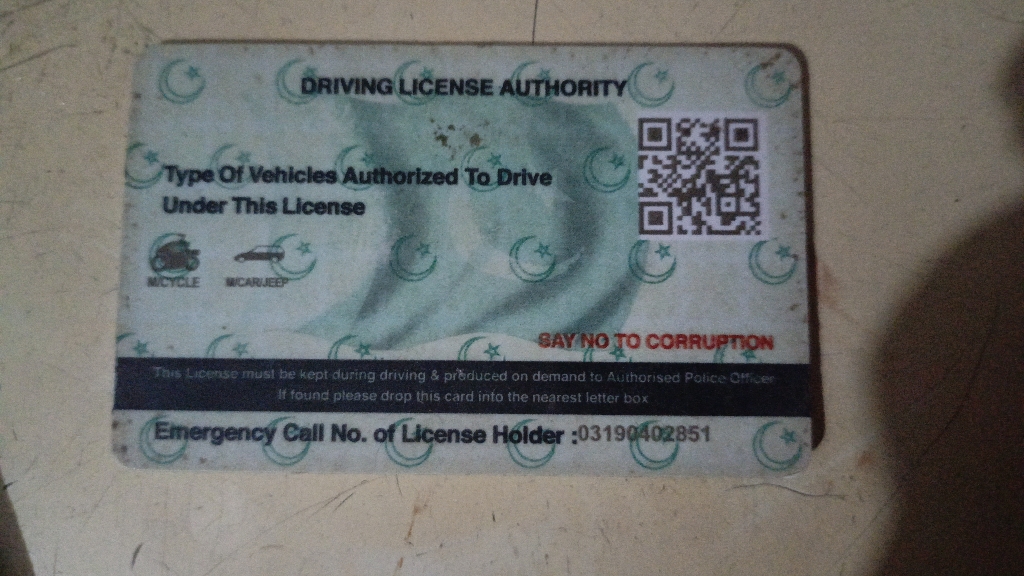 DRIVING LICENSE AUTHORITY
Type Of Vehicles Authorized To Drive
Under This License
M/CYCLE M/CAR/JEEP
SAY NO TO CORRUPTION
This License must be kept during driving & produced on demand to Authorised Police Officer
If found please drop this card into the nearest letter box
Emergency Call No. of License Holder :03190402851